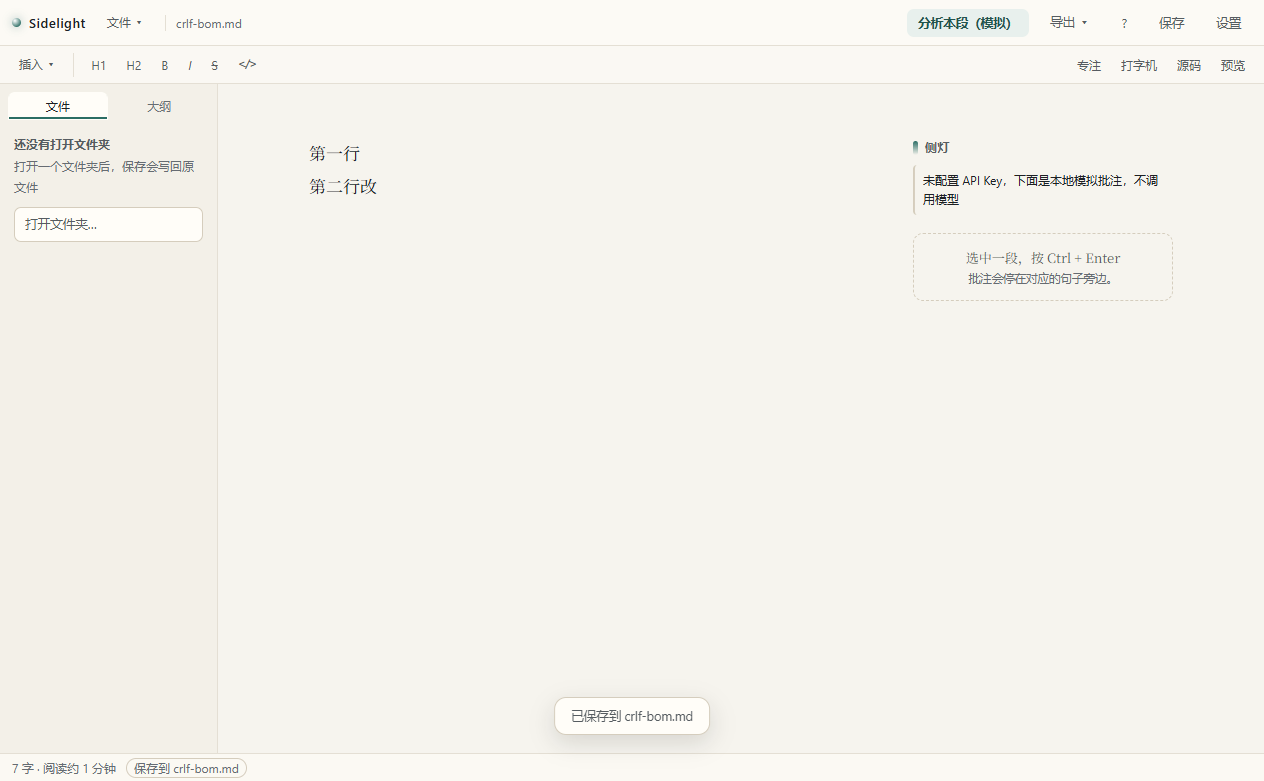 Sidelight 文件 ▾ crlf-bom.md 分析本段（模拟） 导出 ▾ ? 保存 设置
插入 ▾ H1 H2 B I S </> 专注 打字机 源码 预览
文件 大纲
还没有打开文件夹
打开一个文件夹后，保存会写回原
文件
打开文件夹...
第一行
第二行改
侧灯
未配置 API Key，下面是本地模拟批注，不调
用模型
选中一段，按 Ctrl + Enter
批注会停在对应的句子旁边。
已保存到 crlf-bom.md
7 字 · 阅读约 1 分钟 保存到 crlf-bom.md